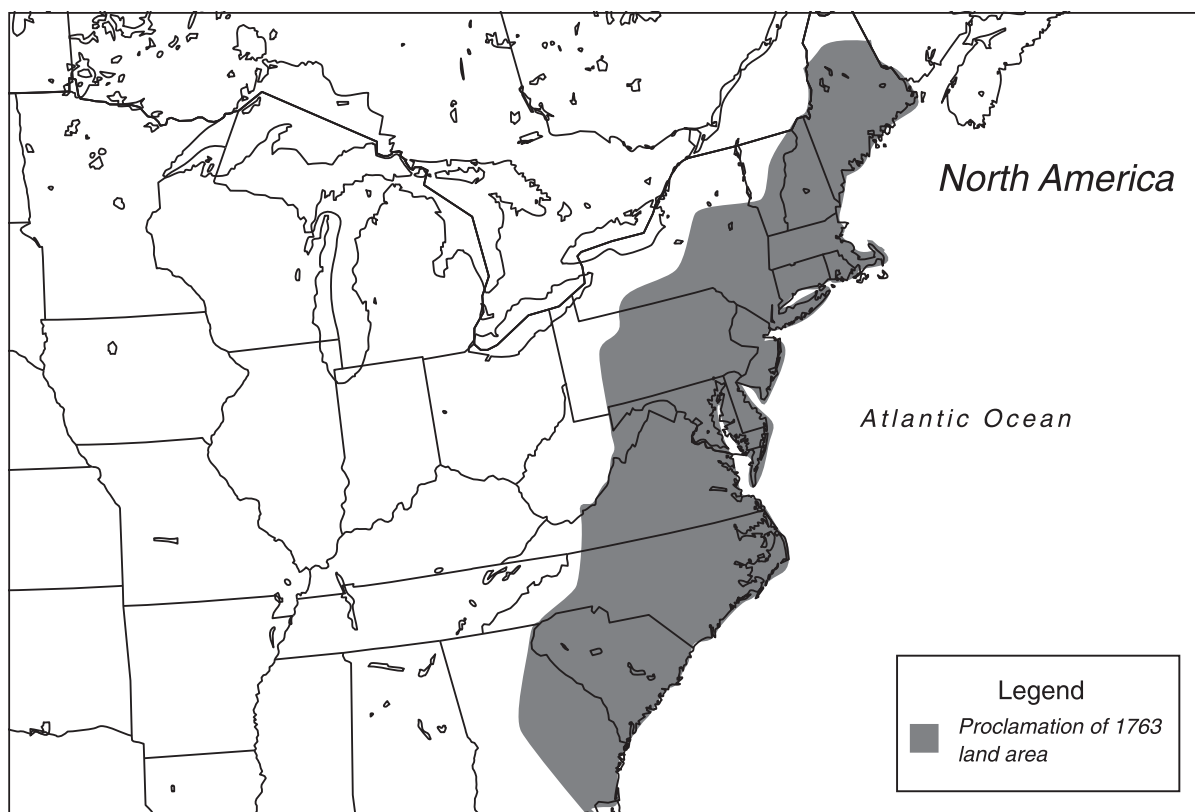 North America
Atlantic Ocean
Legend
Proclamation of 1763
land area